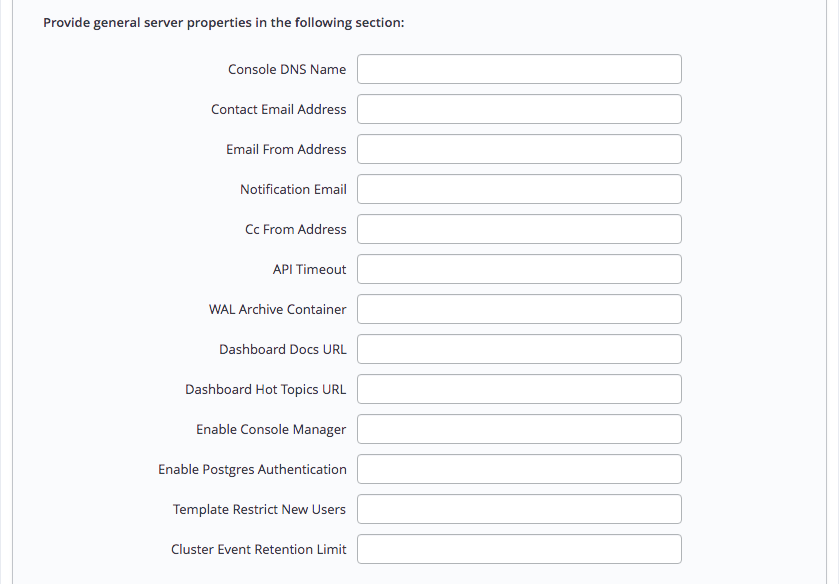 Provide general server properties in the following section:
Console DNS Name
Contact Email Address
Email From Address
Notification Email
Cc From Address
API Timeout
WAL Archive Container
Dashboard Docs URL
Dashboard Hot Topics URL
Enable Console Manager
Enable Postgres Authentication
Template Restrict New Users
Cluster Event Retention Limit